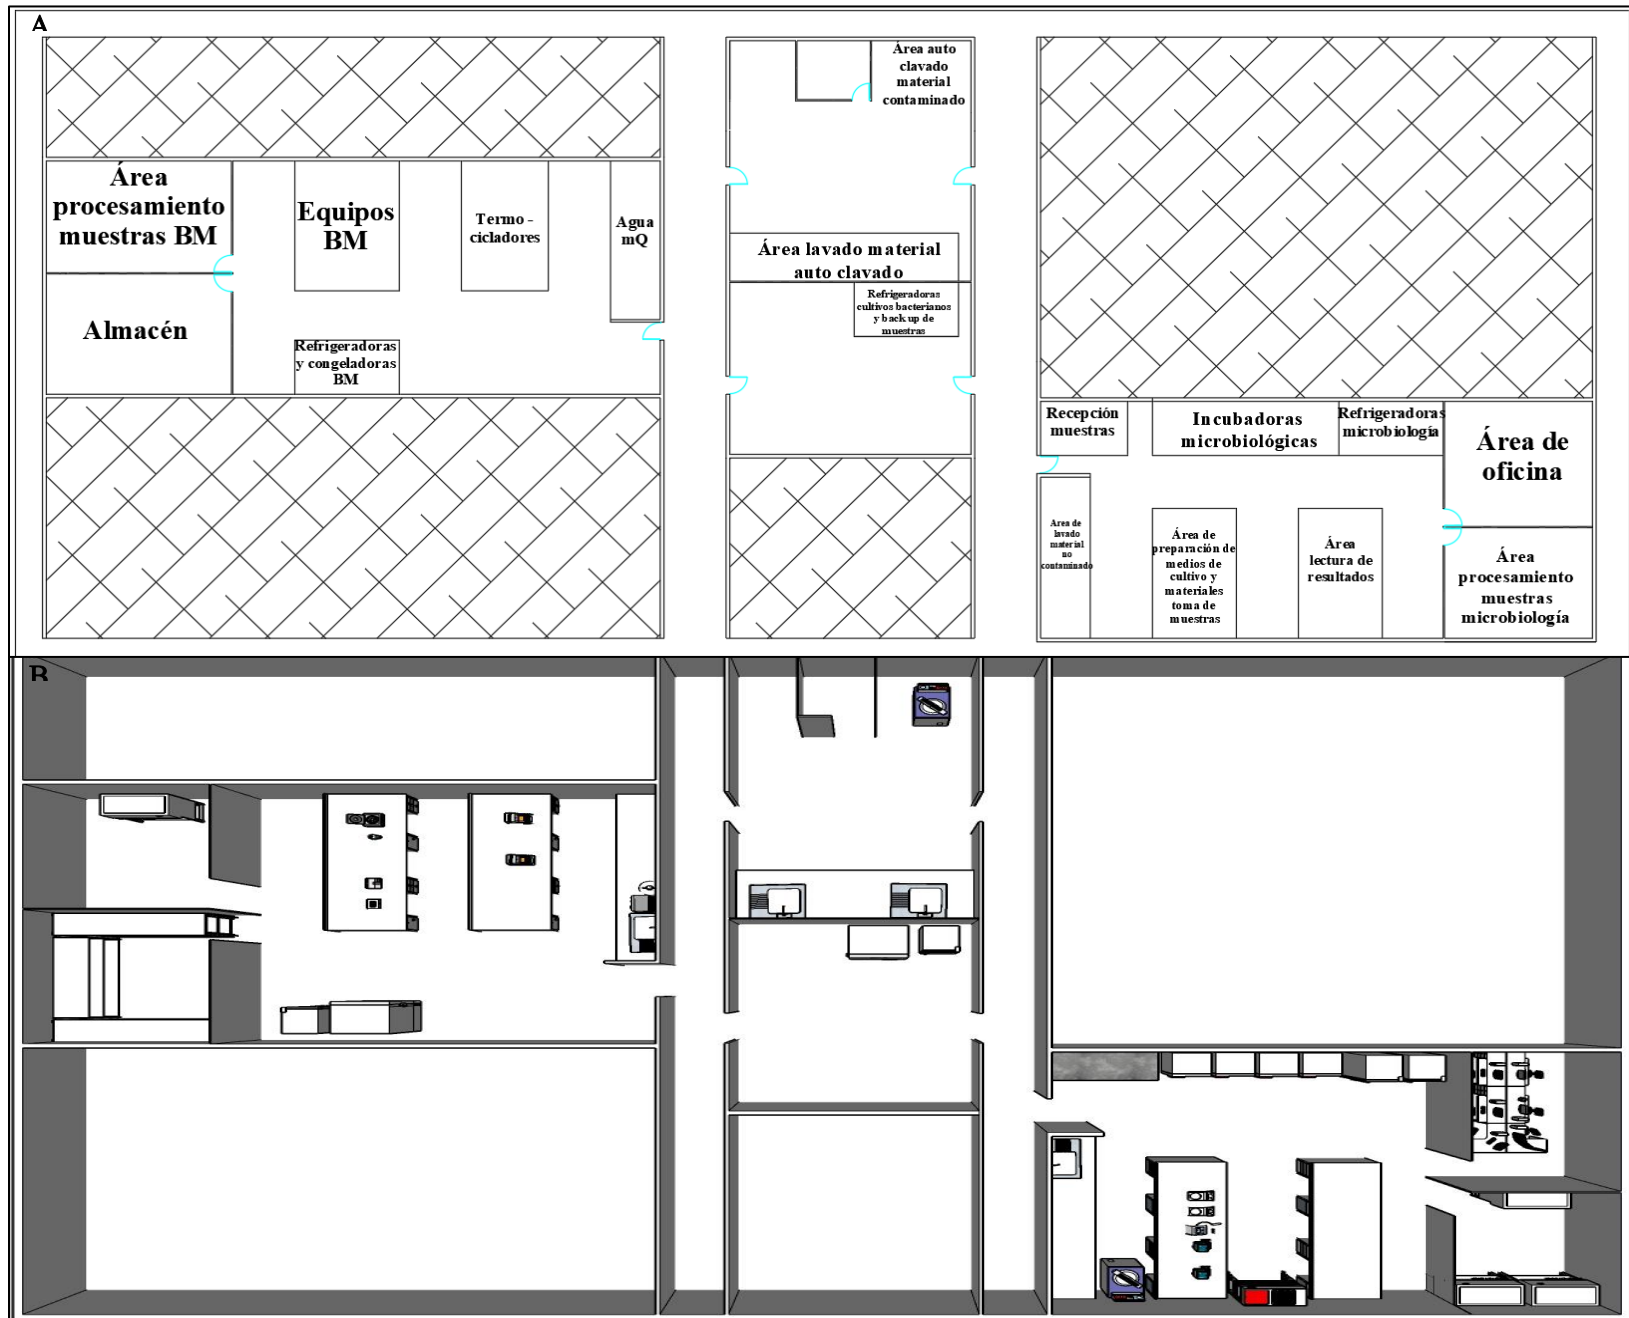 A
Área
procesamiento
muestras BM
Almacén
Equipos
BM
Refrigeradoras
y congeladoras
BM
Termo -
cicladores
Agua
mQ
Área auto
clavado
material
contaminado
Área lavado material
auto clavado
Refrigeradoras
cultivos bacterianos
y back up de
muestras
Recepción
muestras
Incubadoras
microbiológicas
Refrigeradoras
microbiología
Área de
oficina
Area de
lavado
material
no
contaminado
Área de
preparación de
medios de
cultivo y
materiales
toma de
muestras
Área
lectura de
resultados
Área
procesamiento
muestras
microbiología
B